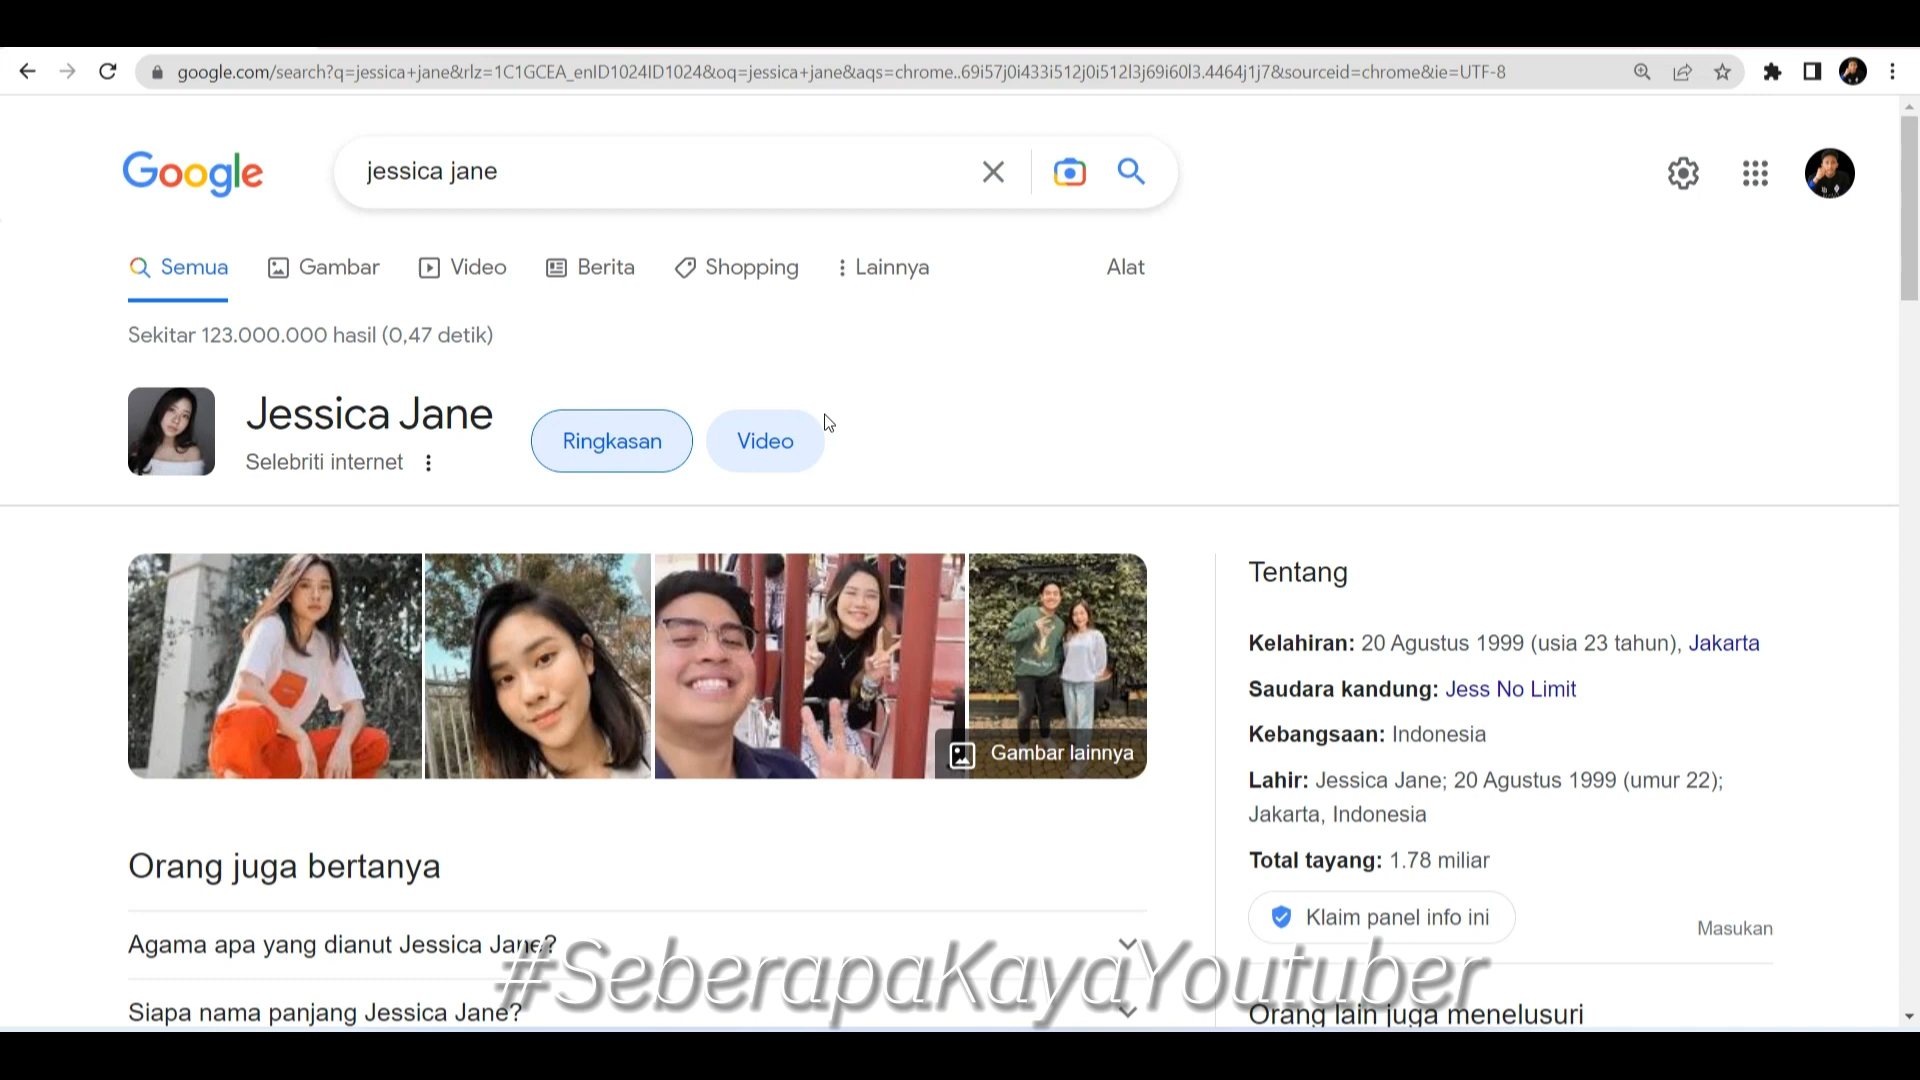 google.com/search?q=jessica+jane&rlz=1C1GCEA_enID1024ID1024&oq=jessica+jane&aqs=chrome..69i57j0i433i512j0i512l3j69i60l3.4464j1j7&sourceid=chrome&ie=UTF-8
Google
jessica jane
Semua Gambar Video Berita Shopping Lainnya Alat
Sekitar 123.000.000 hasil (0,47 detik)
Jessica Jane
Selebriti internet
Ringkasan Video
Gambar lainnya
Tentang
Kelahiran: 20 Agustus 1999 (usia 23 tahun), Jakarta
Saudara kandung: Jess No Limit
Kebangsaan: Indonesia
Lahir: Jessica Jane; 20 Agustus 1999 (umur 22);
Jakarta, Indonesia
Total tayang: 1.78 miliar
Klaim panel info ini
Masukan
Orang juga bertanya
Agama apa yang dianut Jessica Jane?
Siapa nama panjang Jessica Jane?
#SeberapaKayaYoutuber
Orang lain juga menelusuri